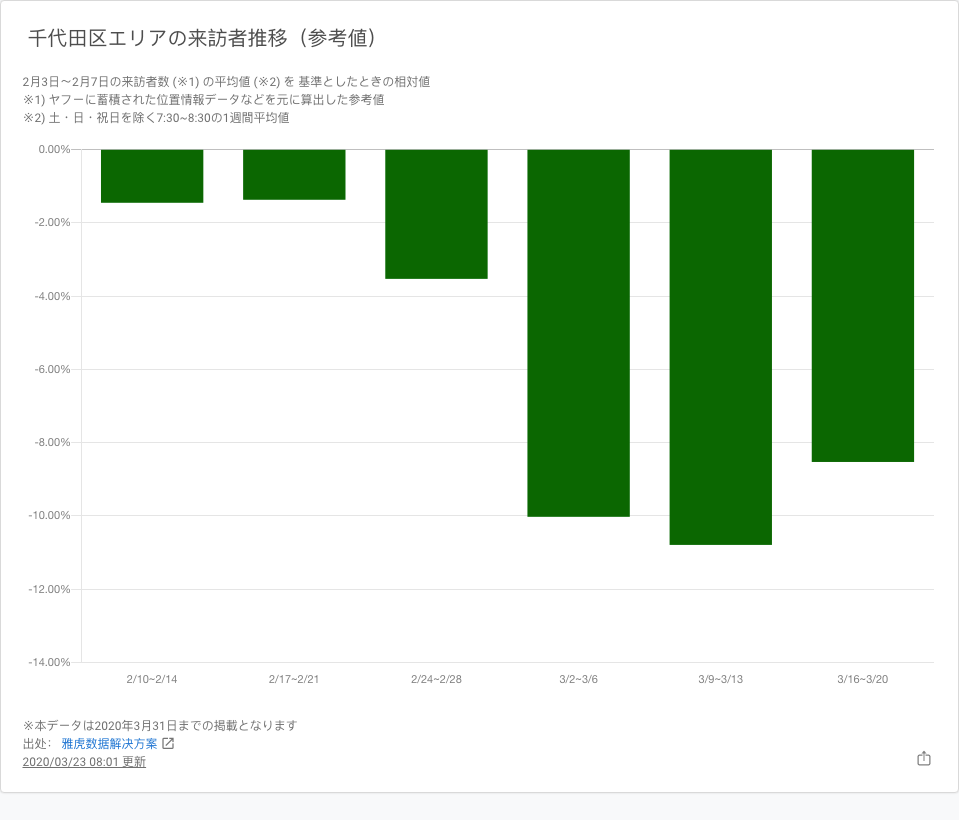 千代田区エリアの来訪者推移（参考値）
2月3日～2月7日の来訪者数 (※1) の平均値 (※2) を 基準としたときの相対値
※1) ヤフーに蓄積された位置情報データなどを元に算出した参考値
※2) 土・日・祝日を除く7:30~8:30の1週間平均値
0.00%
-2.00%
-4.00%
-6.00%
-8.00%
-10.00%
-12.00%
-14.00%
2/10~2/14 2/17~2/21 2/24~2/28 3/2~3/6 3/9~3/13 3/16~3/20
※本データは2020年3月31日までの掲載となります
出处： 雅虎数据解决方案
2020/03/23 08:01 更新